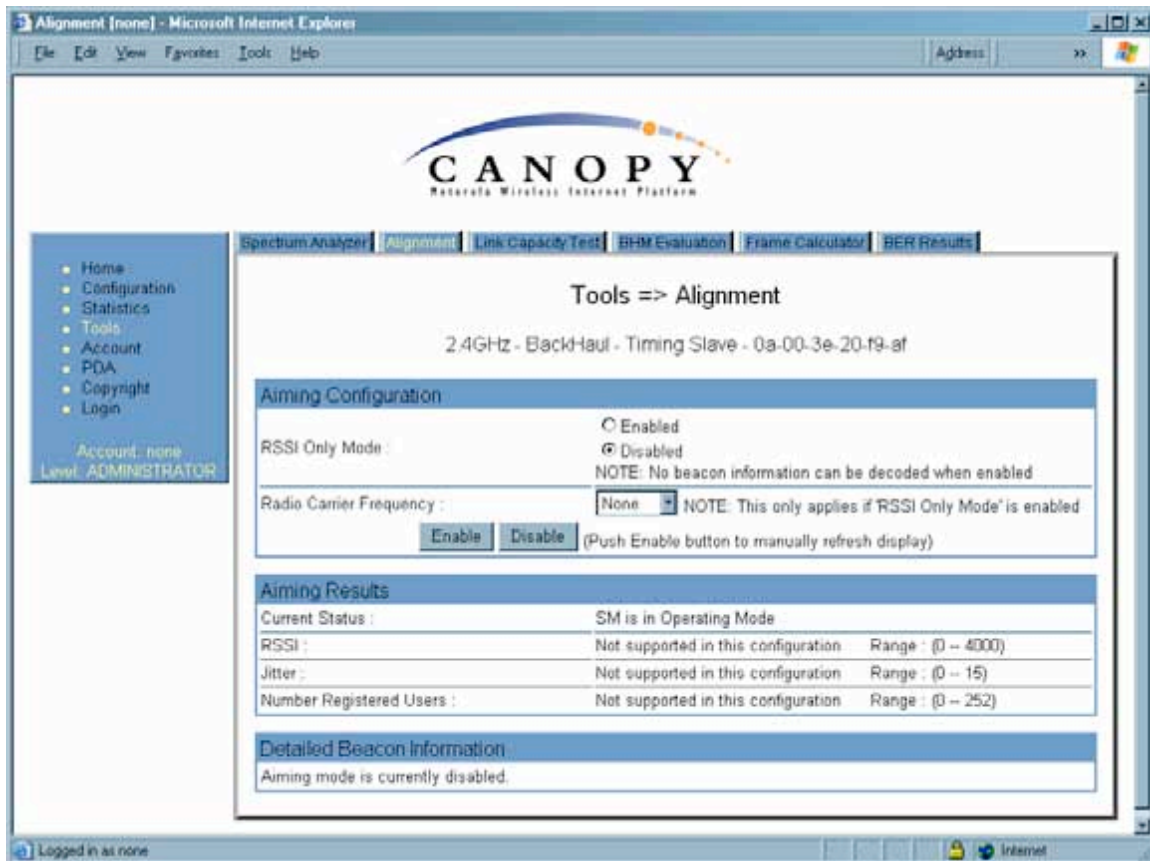 Alignment [none] - Microsoft Internet Explorer
File Edit View Favorites Tools Help Address »
CANOPY
Motorola Wireless Internet Platform
Spectrum Analyzer Alignment Link Capacity Test BHM Evaluation Frame Calculator BER Results
Home
Configuration
Statistics
Tools
Account
PDA
Copyright
Login
Account: none
Level: ADMINISTRATOR
Tools => Alignment
2.4GHz - BackHaul - Timing Slave - 0a-00-3e-20-f9-af
Aiming Configuration
RSSI Only Mode :
Enabled
Disabled
NOTE: No beacon information can be decoded when enabled
Radio Carrier Frequency : None NOTE: This only applies if 'RSSI Only Mode' is enabled
Enable Disable (Push Enable button to manually refresh display)
Aiming Results
Current Status : SM is in Operating Mode
RSSI : Not supported in this configuration Range : (0 -- 4000)
Jitter : Not supported in this configuration Range : (0 -- 15)
Number Registered Users : Not supported in this configuration Range : (0 -- 252)
Detailed Beacon Information
Aiming mode is currently disabled.
Logged in as none Internet